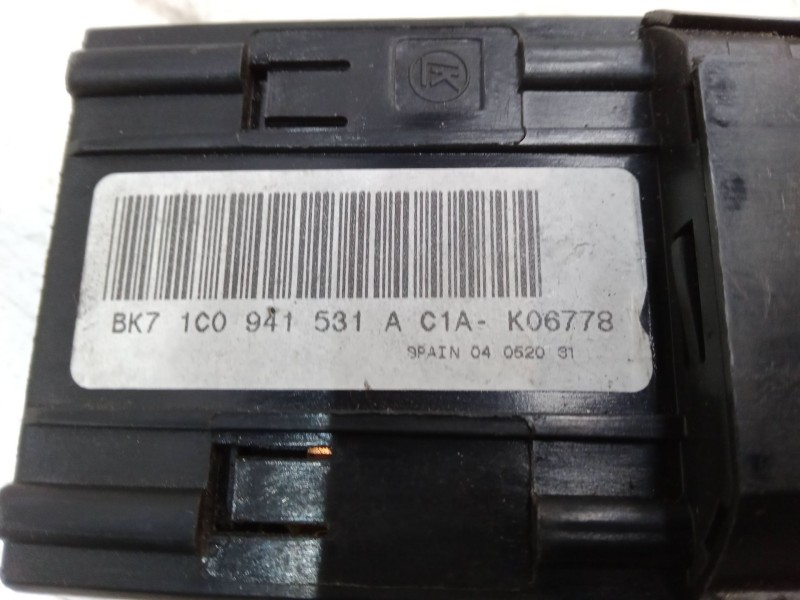 K
BK7 1C0 941 531 A C1A- K06778
SPAIN 04 0520 31